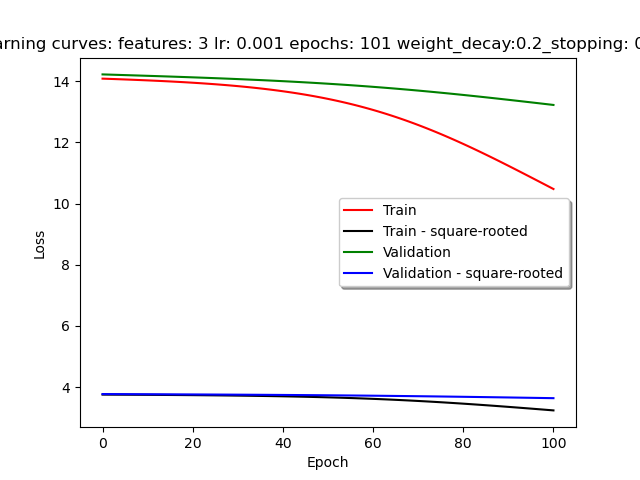 arning curves: features: 3 lr: 0.001 epochs: 101 weight_decay:0.2_stopping:
14
12
10
8
6
4
Loss
Train
Train - square-rooted
Validation
Validation - square-rooted
0 20 40 60 80 100
Epoch